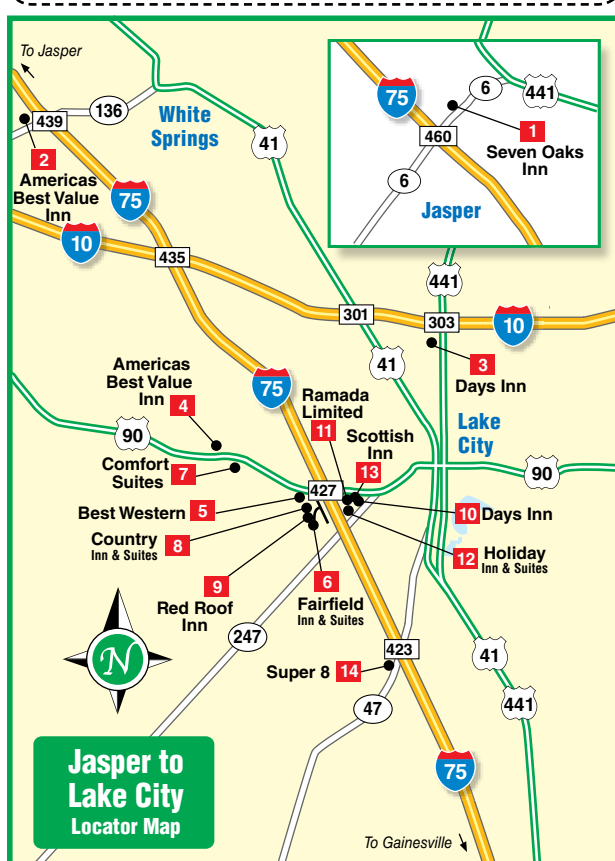 To Jasper
439
136
White
Springs
41
2
Americas
Best Value
Inn
75
10
435
75
6
441
460
1
Seven Oaks
Inn
6
Jasper
441
301
303
10
41
3
Days Inn
Americas
Best Value
Inn
4
75
Ramada
Limited
11
Scottish
Inn
13
Lake
City
90
Comfort
Suites
7
427
90
Best Western
5
10
Days Inn
Country
Inn & Suites
8
12
Holiday
Inn & Suites
9
Red Roof
Inn
6
Fairfield
Inn & Suites
N
247
423
41
Super 8
14
47
441
75
Jasper to
Lake City
Locator Map
To Gainesville